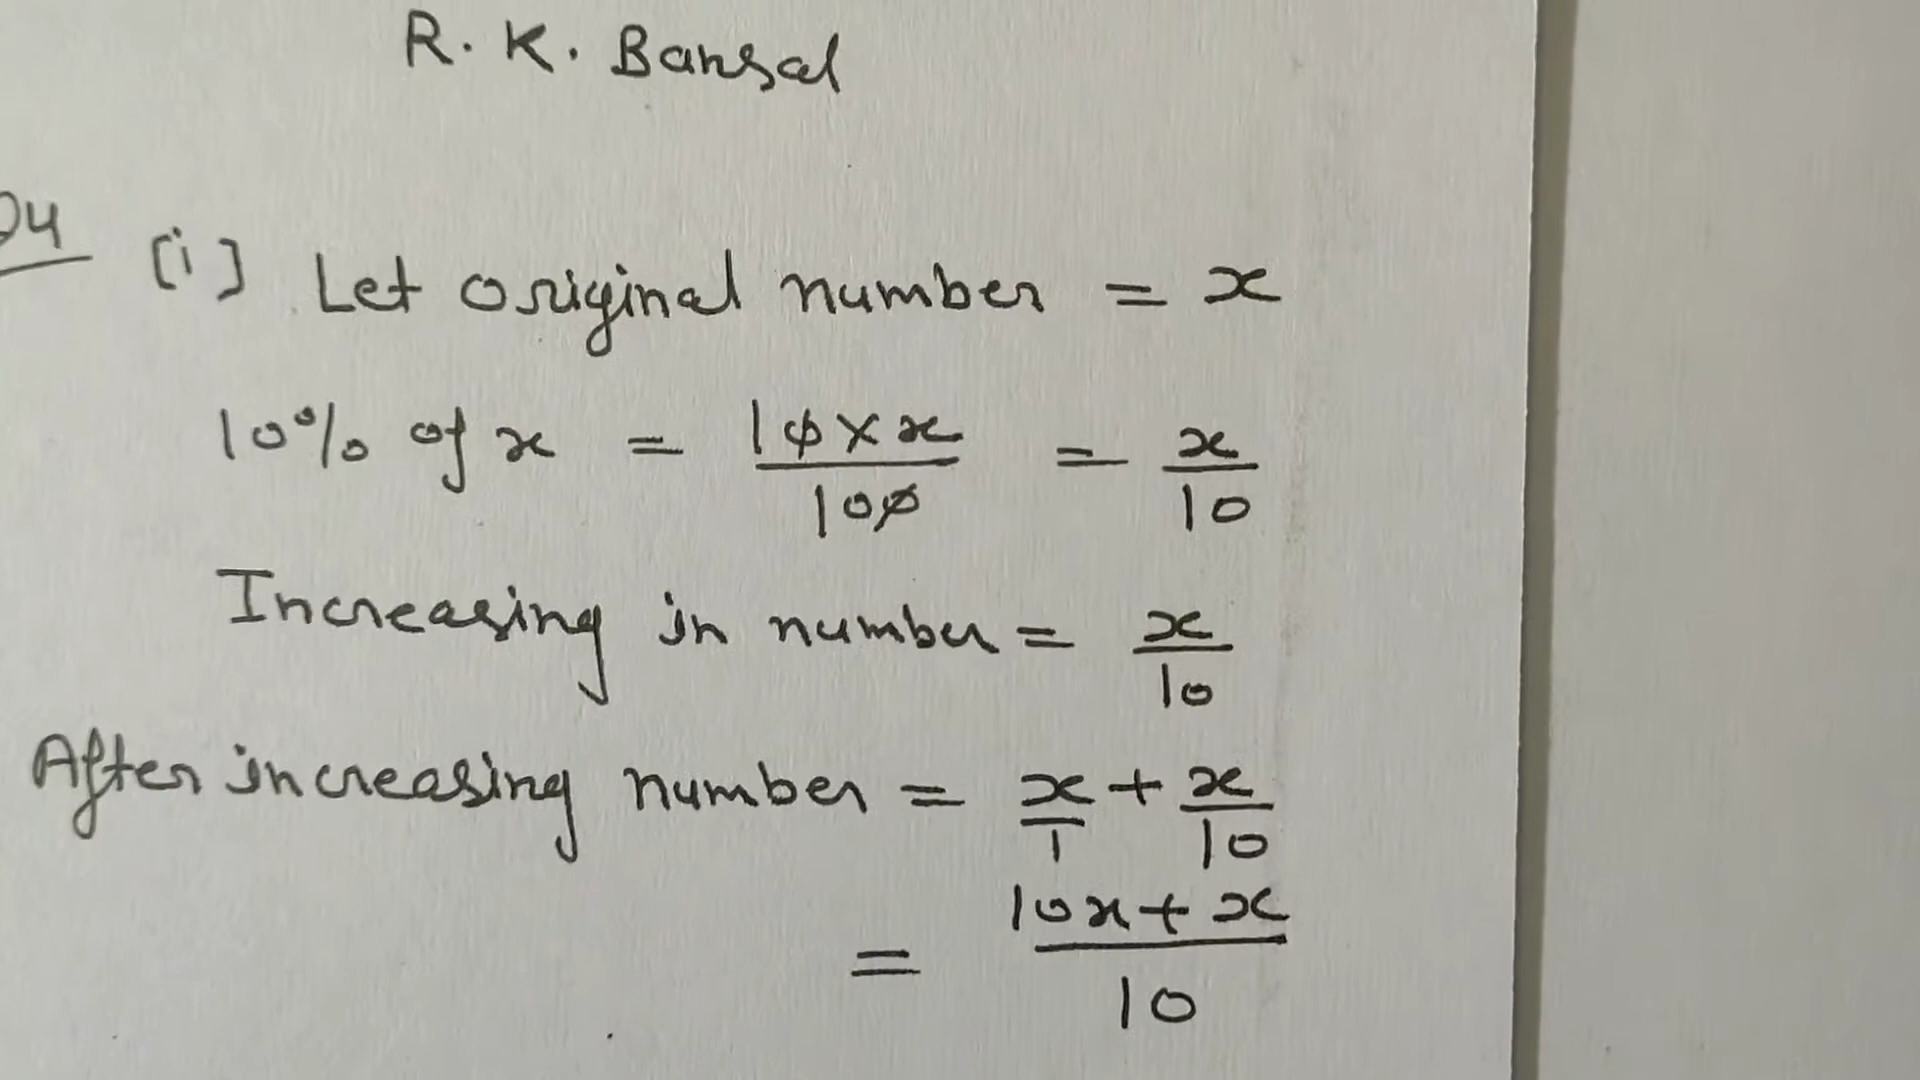 R. K. Bansal
Q4 [i] Let original number = x
10% of x = 10 × x / 100 = x / 10
Increasing in number = x / 10
After increasing number = x / 1 + x / 10
= 10x + x / 10